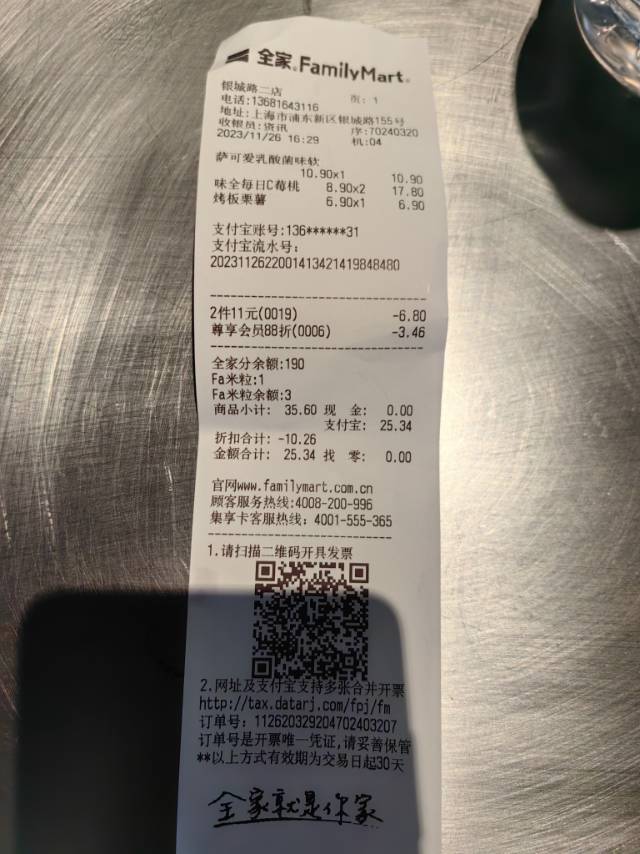 全家 FamilyMart
银城路二店
电话:13681643116 页: 1
地址:上海市浦东新区银城路155号
收银员:资讯 序:70240320
2023/11/26 16:29 机:04
萨可爱乳酸菌味软
10.90x1 10.90
味全每日C莓桃 8.90x2 17.80
烤板栗薯 6.90x1 6.90
支付宝账号:136******31
支付宝流水号:
2023112622001413421419848480
2件11元(0019) -6.80
尊享会员88折(0006) -3.46
全家分余额:190
Fa米粒:1
Fa米粒余额:3
商品小计: 35.60 现 金: 0.00
支付宝: 25.34
折扣合计: -10.26
金额合计: 25.34 找 零: 0.00
官网www.familymart.com.cn
顾客服务热线:4008-200-996
集享卡客服热线: 4001-555-365
1.请扫描二维码开具发票
2.网址及支付宝支持多张合并开票
http://tax.datarj.com/fpj/fm
订单号: 112620329204702403207
订单号是开票唯一凭证,请妥善保管
**以上方式有效期为交易日起30天
全家就是你家